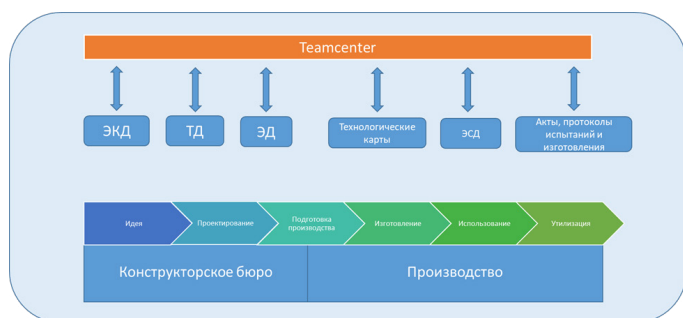 Teamcenter
ЭКД
ТД
ЭД
Технологические
карты
ЭСД
Акты, протоколы
испытаний и
изготовления
Идея
Проектирование
Подготовка
производства
Изготовление
Использование
Утилизация
Конструкторское бюро
Производство